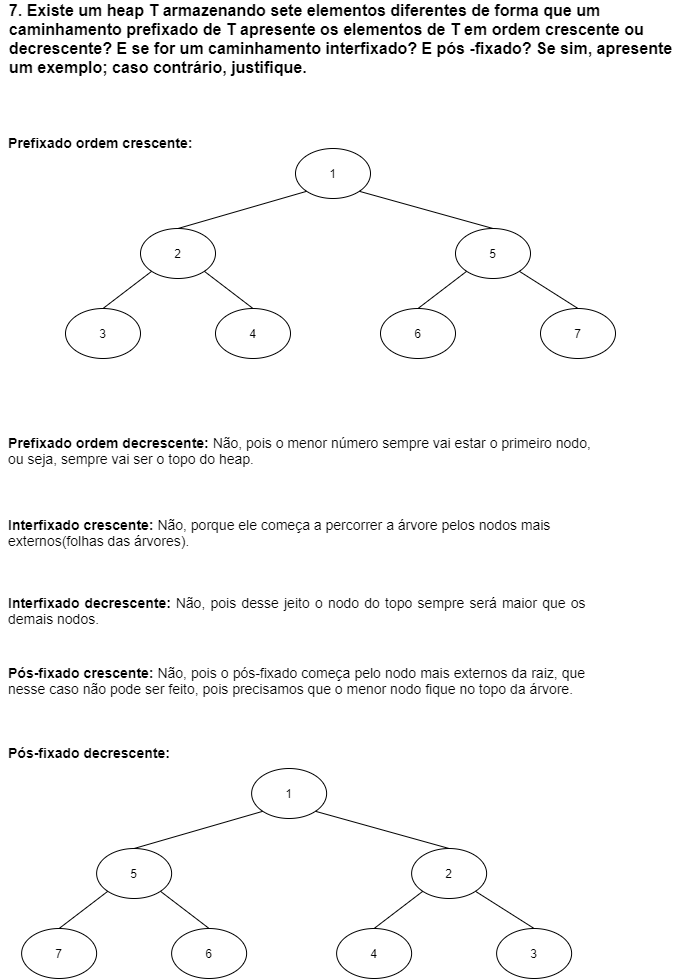 7. Existe um heap T armazenando sete elementos diferentes de forma que um
caminhamento prefixado de T apresente os elementos de T em ordem crescente ou
decrescente? E se for um caminhamento interfixado? E pós -fixado? Se sim, apresente
um exemplo; caso contrário, justifique.
Prefixado ordem crescente:
1
2
5
3
4
6
7
Prefixado ordem decrescente: Não, pois o menor número sempre vai estar o primeiro nodo,
ou seja, sempre vai ser o topo do heap.
Interfixado crescente: Não, porque ele começa a percorrer a árvore pelos nodos mais
externos(folhas das árvores).
Interfixado decrescente: Não, pois desse jeito o nodo do topo sempre será maior que os
demais nodos.
Pós-fixado crescente: Não, pois o pós-fixado começa pelo nodo mais externos da raiz, que
nesse caso não pode ser feito, pois precisamos que o menor nodo fique no topo da árvore.
Pós-fixado decrescente:
1
5
2
7
6
4
3